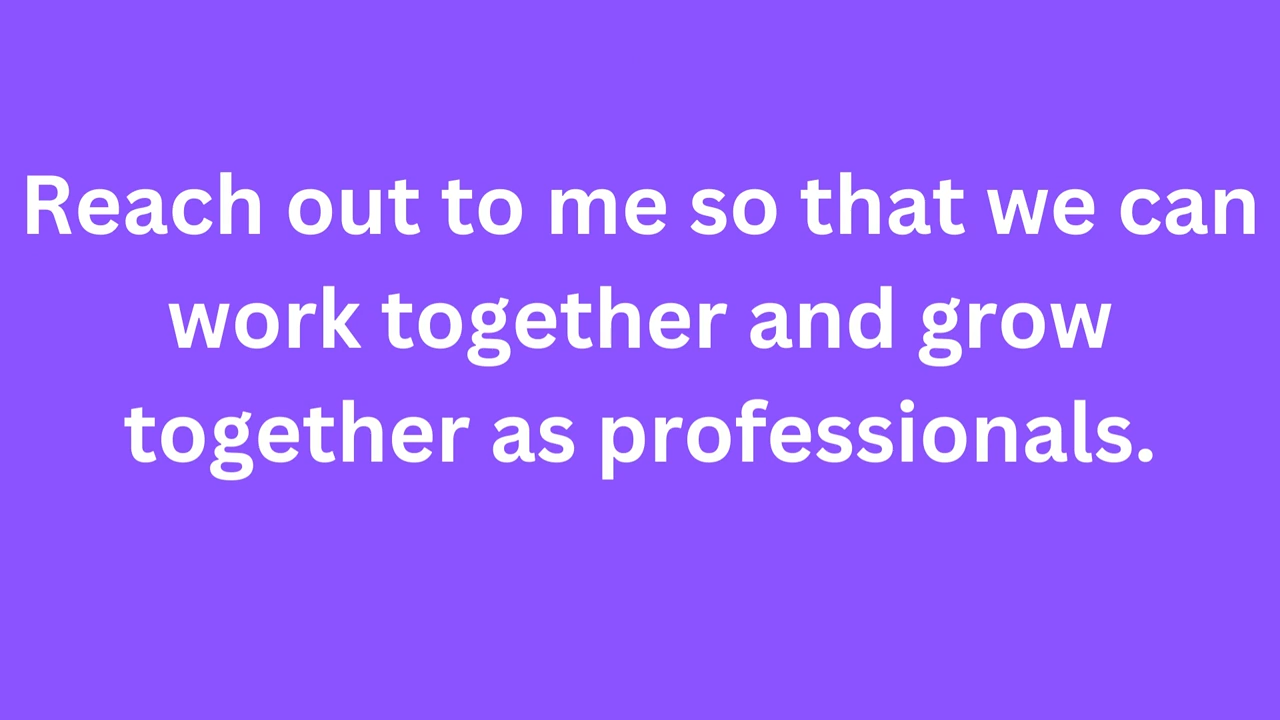 Reach out to me so that we can
work together and grow
together as professionals.